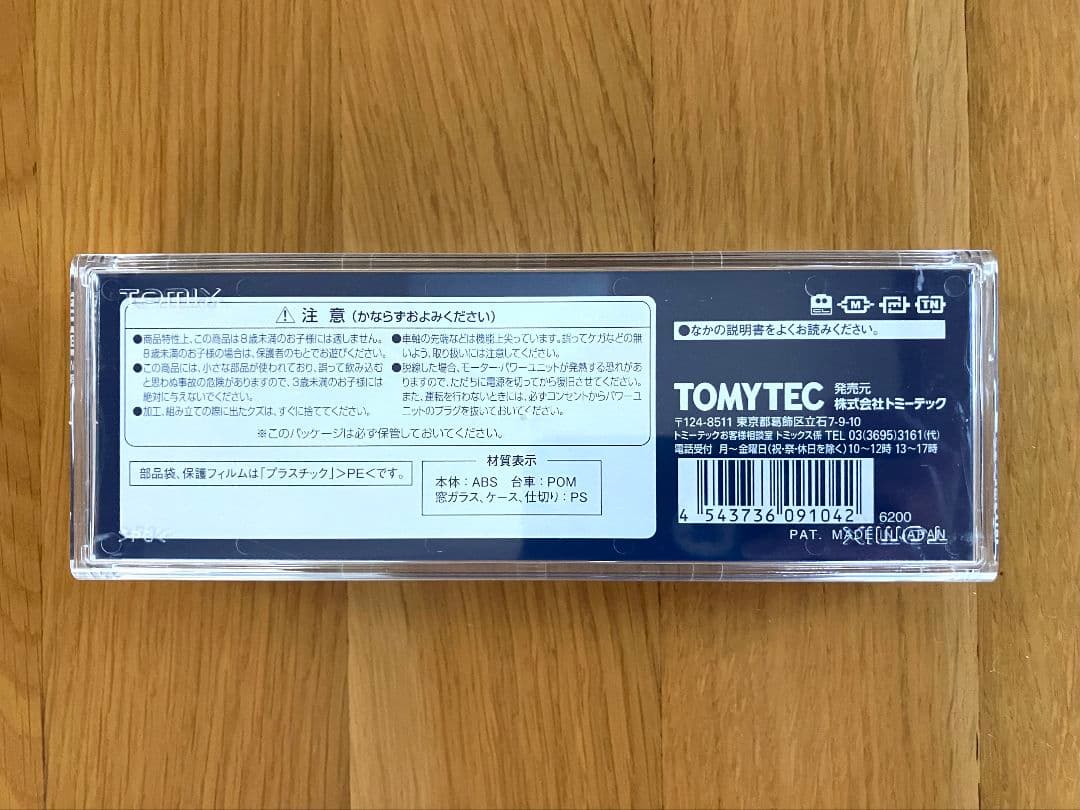 TOMIX
⚠ 注 意 (かならずおよみください)
●商品特性上、この商品は8歳未満のお子様には適しません。
8歳未満のお子様の場合は、保護者のもとでお遊びください。
●この商品には、小さな部品が使われており、誤って飲み込む
と思わぬ事故の危険がありますので、3歳未満のお子様には
絶対に与えないでください。
●加工、組み立ての際に出たクズは、すぐに捨ててください。
●車軸の先端などは機能上尖っています。誤ってケガなどの無
いよう、取り扱いには注意してください。
●脱線した場合、モーター・パワーユニットが発熱する恐れがあ
りますので、ただちに電源を切ってから復旧させてください。
また、運転を行わないときには、必ずコンセントからパワーユ
ニットのプラグを抜いておいてください。
※このパッケージは必ず保管しておいてください。
部品袋、保護フィルムは「プラスチック」>PE<です。
材質表示
本体:ABS 台車:POM
窓ガラス、ケース、仕切り:PS
>PS<
EL M TN
●なかの説明書をよくお読みください。
TOMYTEC 発売元
株式会社トミーテック
〒124-8511 東京都葛飾区立石7-9-10
トミーテックお客様相談室 トミックス係 TEL 03(3695)3161(代)
電話受付 月〜金曜日(祝・祭・休日を除く)10〜12時 13〜17時
4 543736 091042
6200
PAT. MADE IN JAPAN